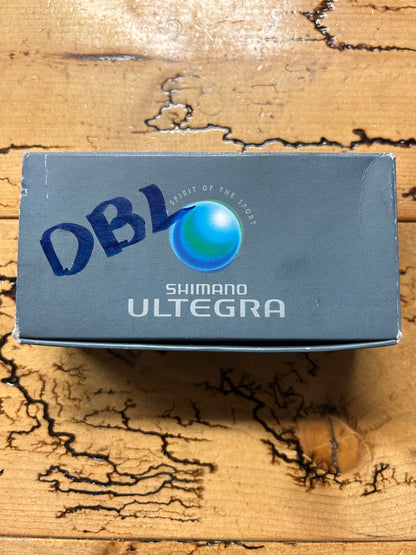 DBL
SPIRIT OF THE SPORT
SHIMANO
ULTEGRA